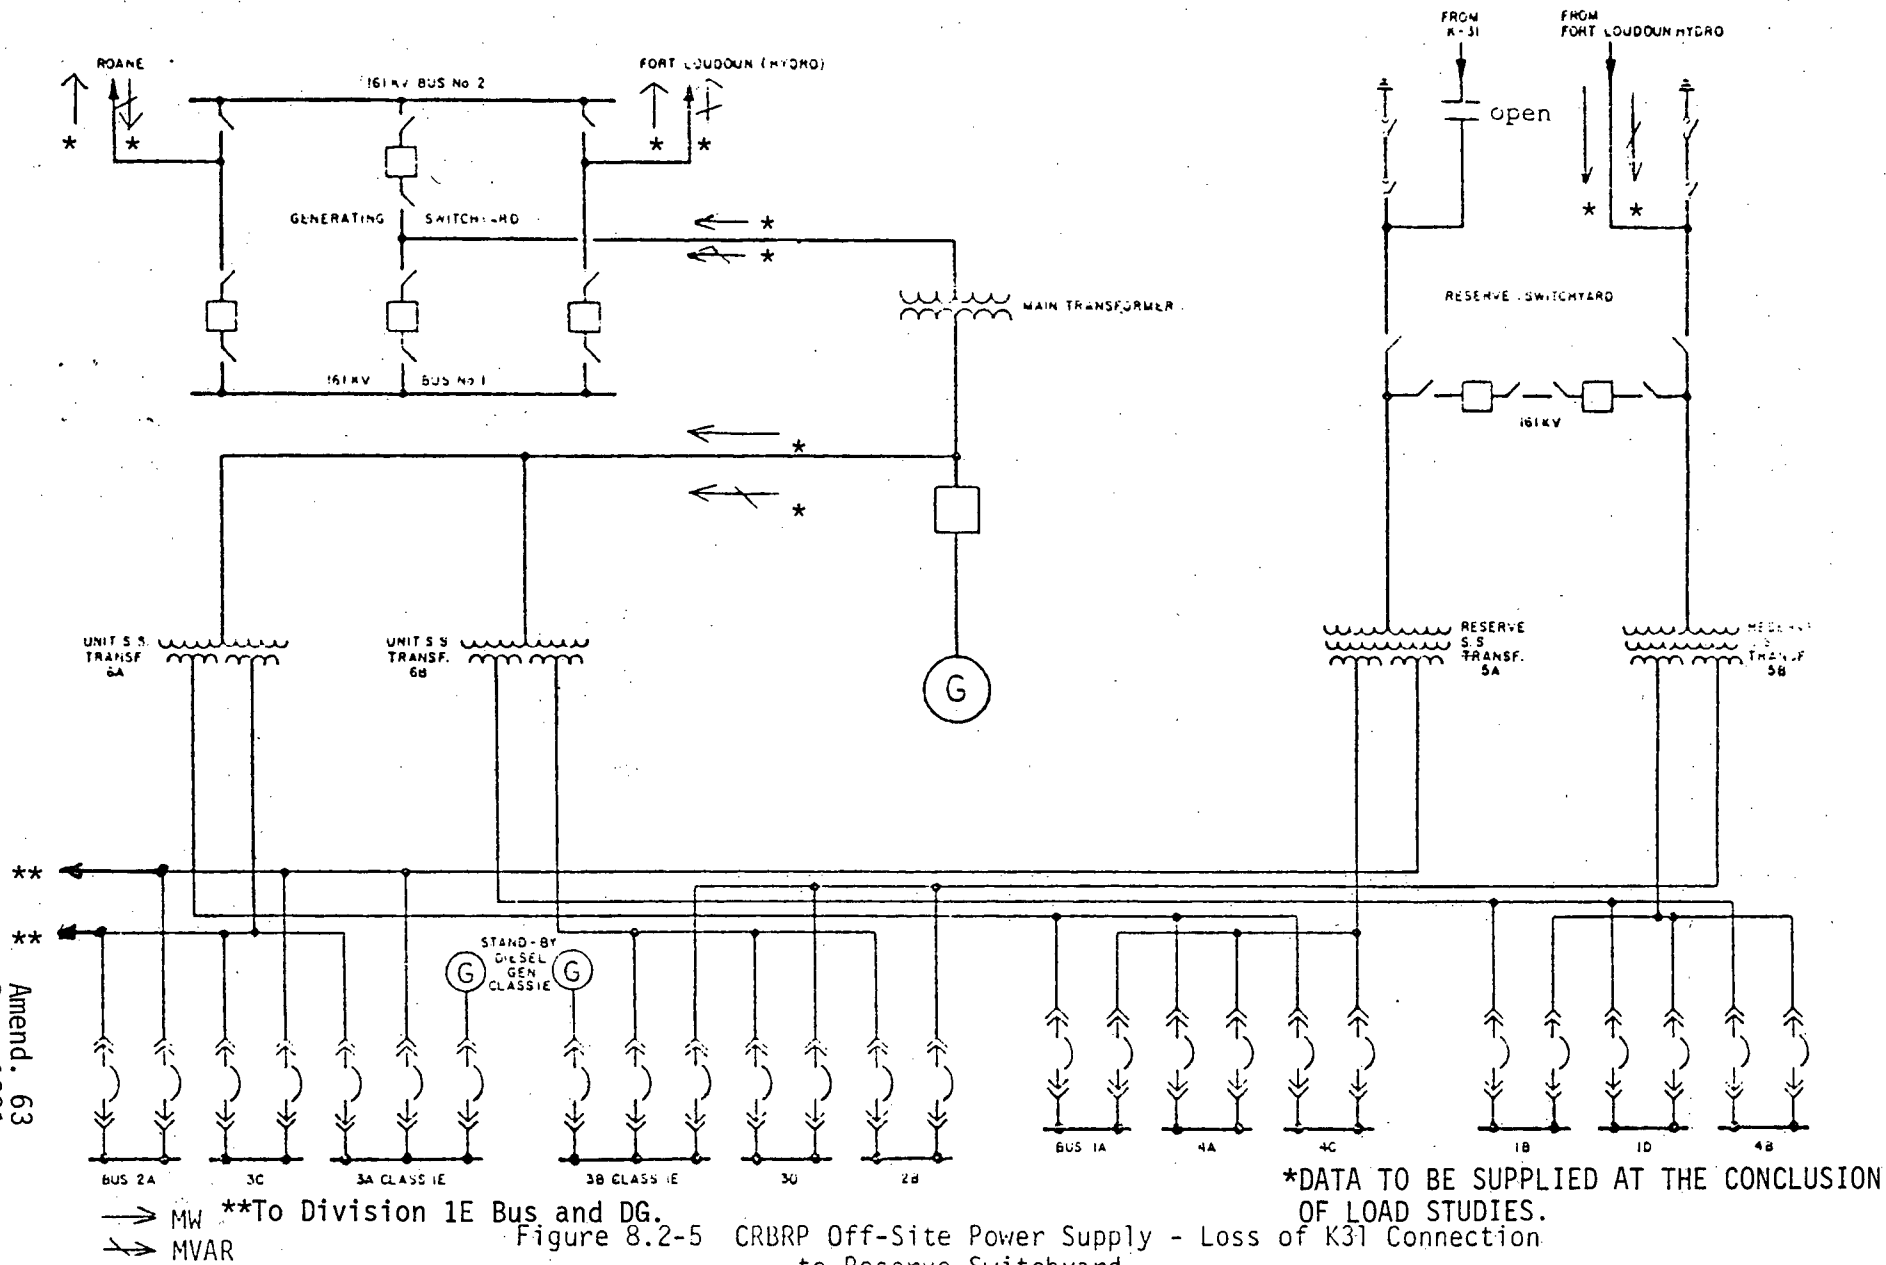 ROANE
161 KV BUS No 2
FORT LOUDOUN (HYDRO)
FROM
K-31
FROM
FORT LOUDOUN HYDRO
open
*
*
*
*
*
*
GENERATING SWITCHYARD
*
*
MAIN TRANSFORMER
RESERVE SWITCHYARD
161 KV BUS No 1
161 KV
*
*
UNIT S.S.
TRANSF
6A
UNIT S S
TRANSF.
6B
G
RESERVE
S.S
TRANSF.
5A
RESERVE
S.S.
TRANSF
5B
**
**
STAND-BY
DIESEL
GEN
CLASS IE
G
G
BUS 2A
3C
3A CLASS IE
3B CLASS IE
3D
2B
BUS 1A
4A
4C
1B
1D
4B
*DATA TO BE SUPPLIED AT THE CONCLUSION
OF LOAD STUDIES.
MW
**To Division 1E Bus and DG.
MVAR
Figure 8.2-5 CRBRP Off-Site Power Supply - Loss of K31 Connection
to Reserve Switchyard
Amend. 63